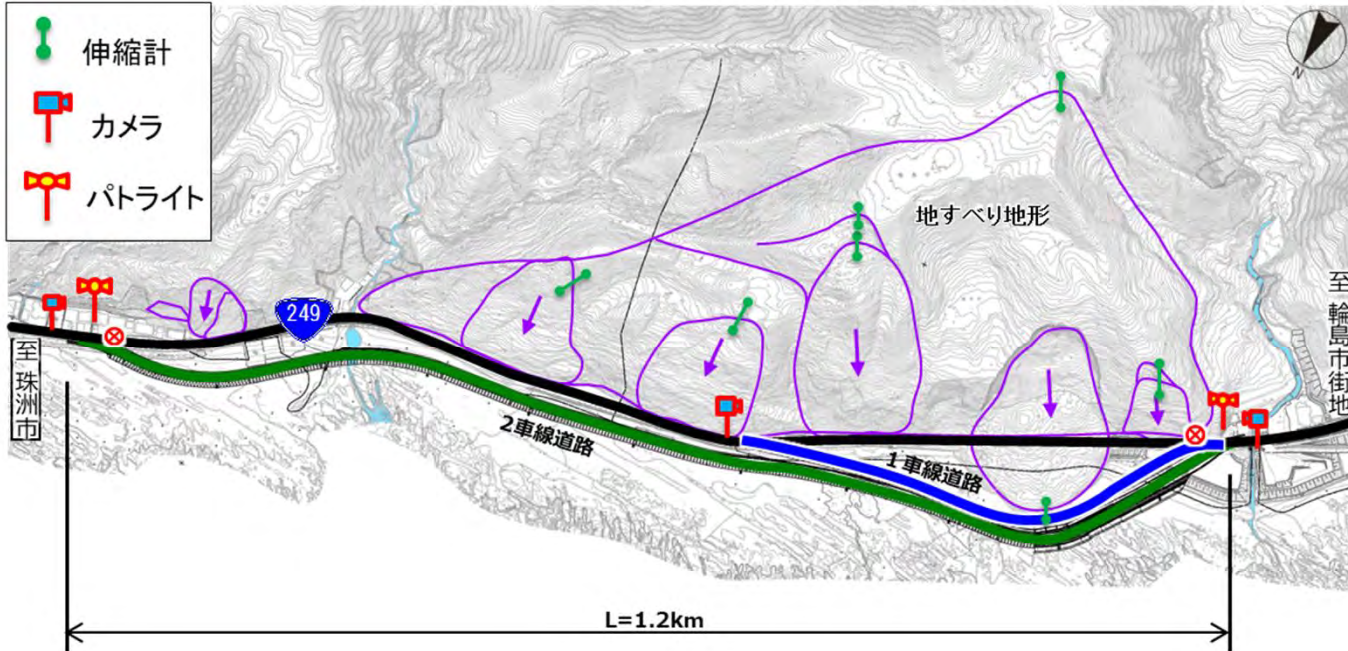 伸縮計
カメラ
パトライト
N
地すべり地形
249
至 珠洲市
至 輪島市街地
2車線道路
1車線道路
L=1.2km